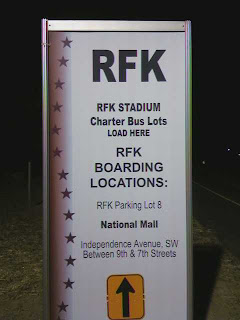 RFK
RFK STADIUM
Charter Bus Lots
LOAD HERE
RFK
BOARDING
LOCATIONS:
RFK Parking Lot 8
National Mall
Independence Avenue, SW
Between 9th & 7th Streets